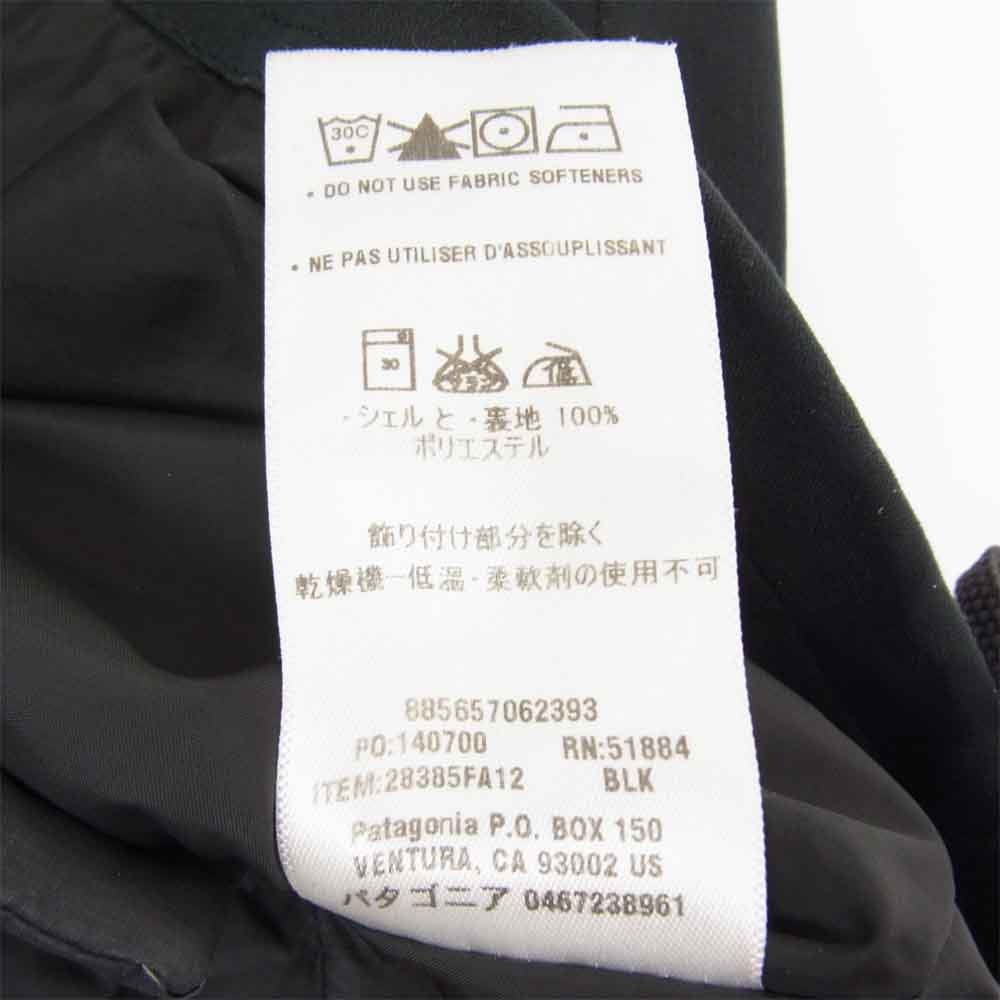 30C
• DO NOT USE FABRIC SOFTENERS
• NE PAS UTILISER D'ASSOUPLISSANT
30
低
・シェル と ・裏地 100%
ポリエステル
飾り付け部分を除く
乾燥機－低温・柔軟剤の使用不可
885657062393
PO:140700 RN:51884
ITEM:28385FA12 BLK
Patagonia P.O. BOX 150
VENTURA, CA 93002 US
パタゴニア 0467238961